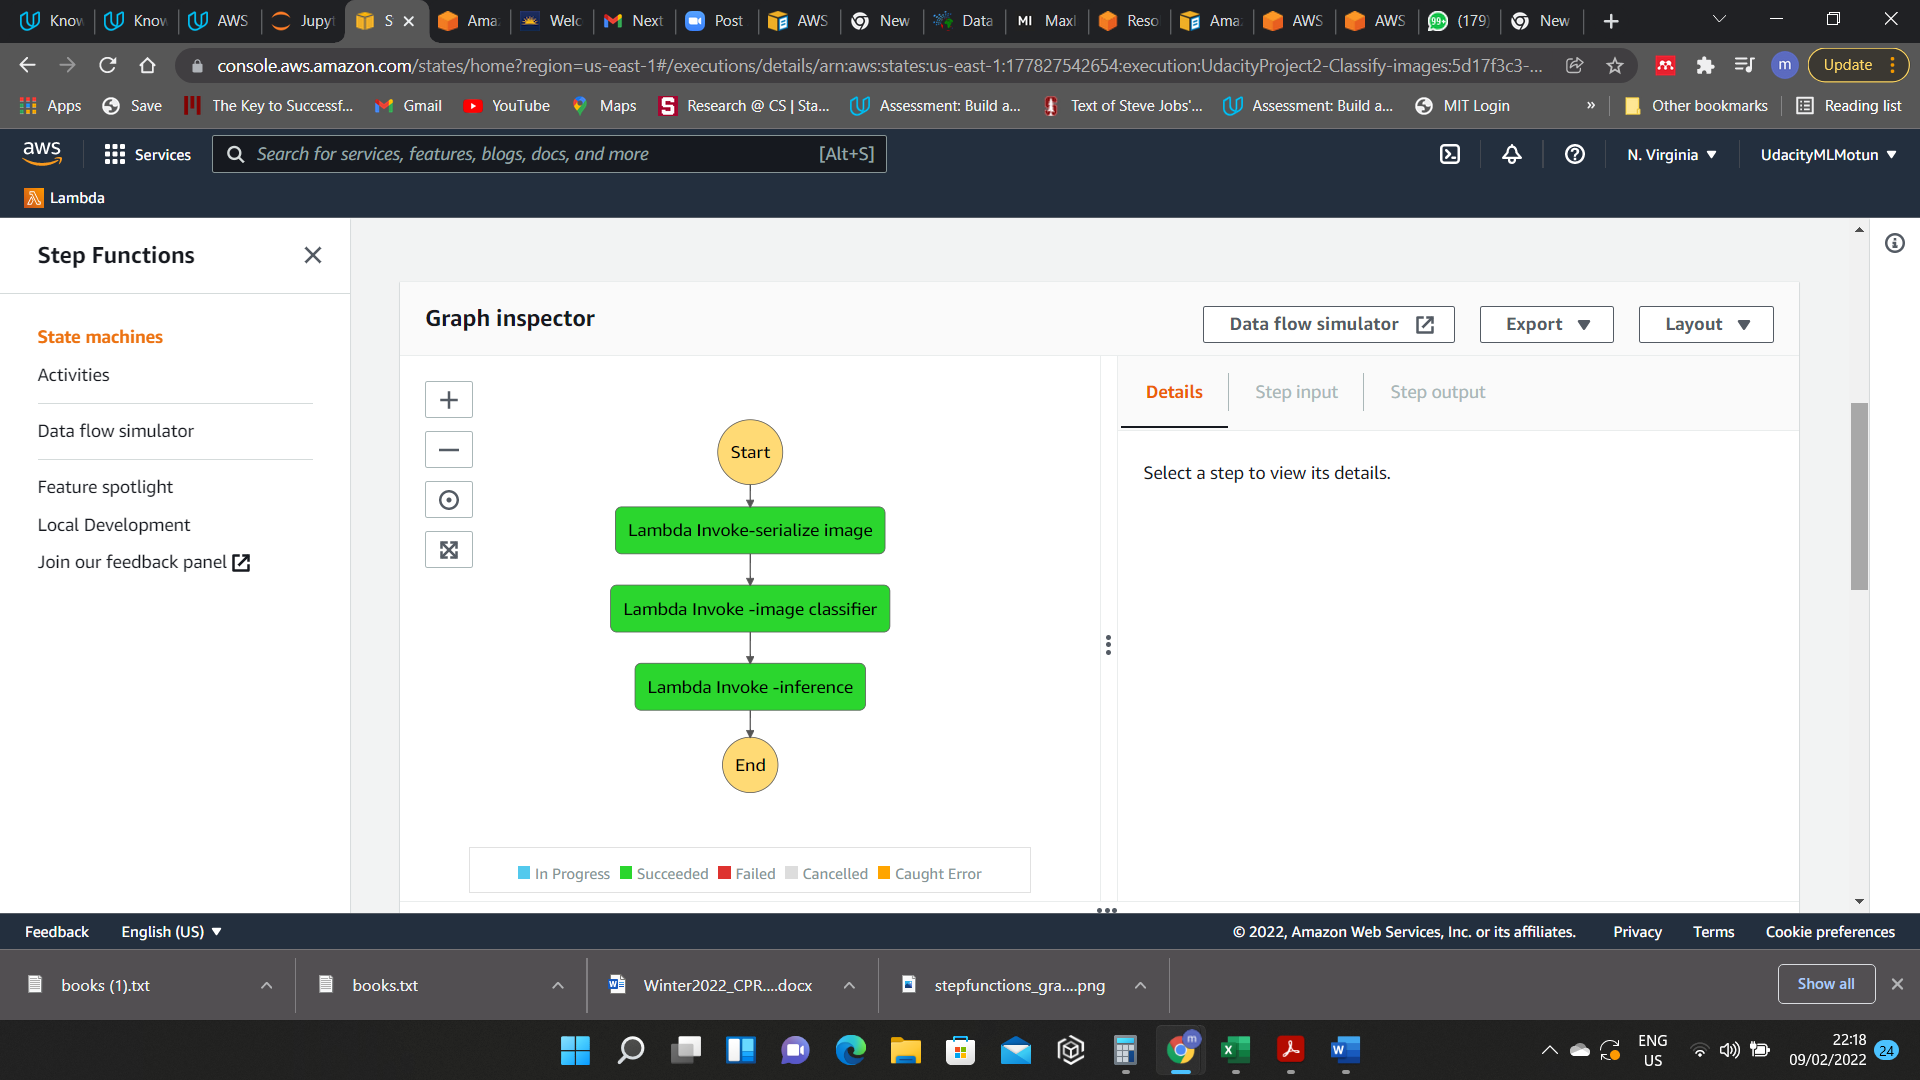 Know
Know
AWS
Jupy
S
Ama
Welc
Next
Post
AWS
New
Data
MI Maxi
Reso
Ama
AWS
AWS
99+ (179)
New
console.aws.amazon.com/states/home?region=us-east-1#/executions/details/arn:aws:states:us-east-1:177827542654:execution:UdacityProject2-Classify-images:5d17f3c3-...
m
Update
Apps
Save
The Key to Successf...
Gmail
YouTube
Maps
S Research @ CS | Sta...
Assessment: Build a...
Text of Steve Jobs'...
Assessment: Build a...
MIT Login
»
Other bookmarks
Reading list
aws
Services
Search for services, features, blogs, docs, and more [Alt+S]
N. Virginia
UdacityMLMotun
Lambda
Step Functions
State machines
Activities
Data flow simulator
Feature spotlight
Local Development
Join our feedback panel
Graph inspector
Data flow simulator
Export
Layout
Details
Step input
Step output
Select a step to view its details.
Start
Lambda Invoke-serialize image
Lambda Invoke -image classifier
Lambda Invoke -inference
End
In Progress
Succeeded
Failed
Cancelled
Caught Error
Feedback
English (US)
© 2022, Amazon Web Services, Inc. or its affiliates.
Privacy
Terms
Cookie preferences
books (1).txt
books.txt
Winter2022_CPR....docx
stepfunctions_gra....png
Show all
m
ENG
US
22:18
09/02/2022
24